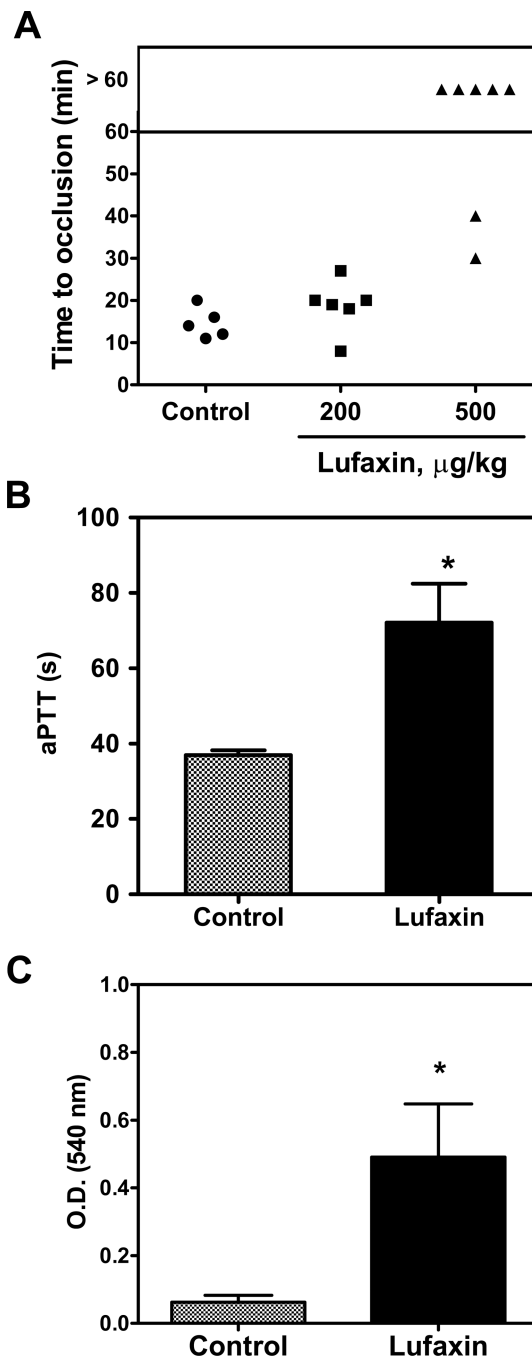 A
Time to occlusion (min)
> 60
60
50
40
30
20
10
0
Control
200
500
Lufaxin, μg/kg
B
aPTT (s)
100
80
60
40
20
0
*
Control
Lufaxin
C
O.D. (540 nm)
1.0
0.8
0.6
0.4
0.2
0.0
*
Control
Lufaxin